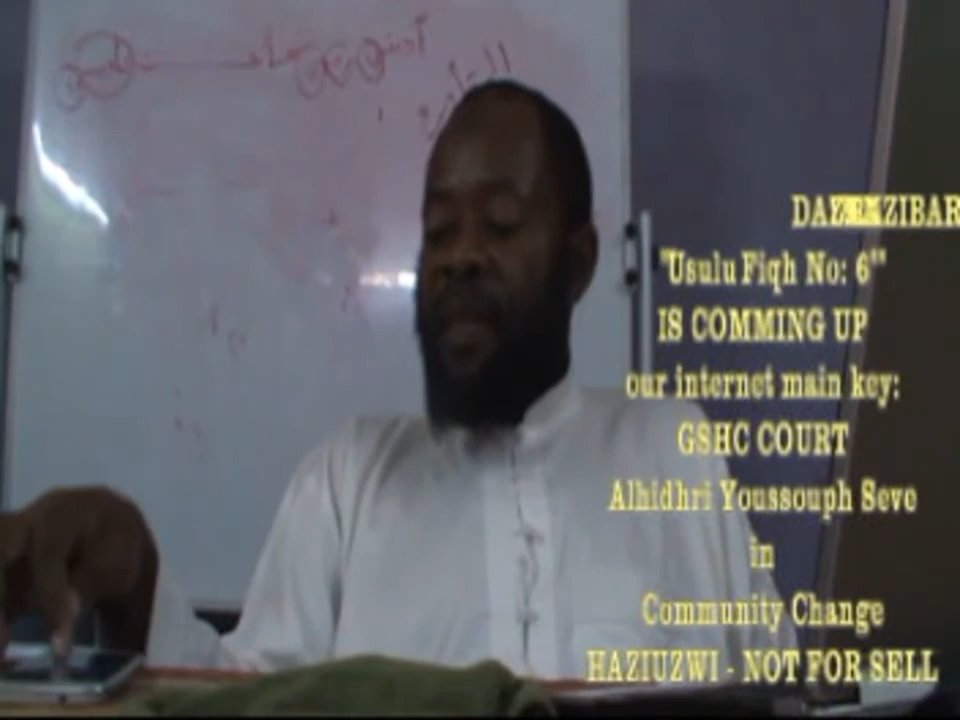 "Usulu Fiqh No: 6"
IS COMMING UP
our internet main key:
GSHC COURT
Alhidhri Youssouph Seve
in
Community Change
HAZIUZWI - NOT FOR SELL